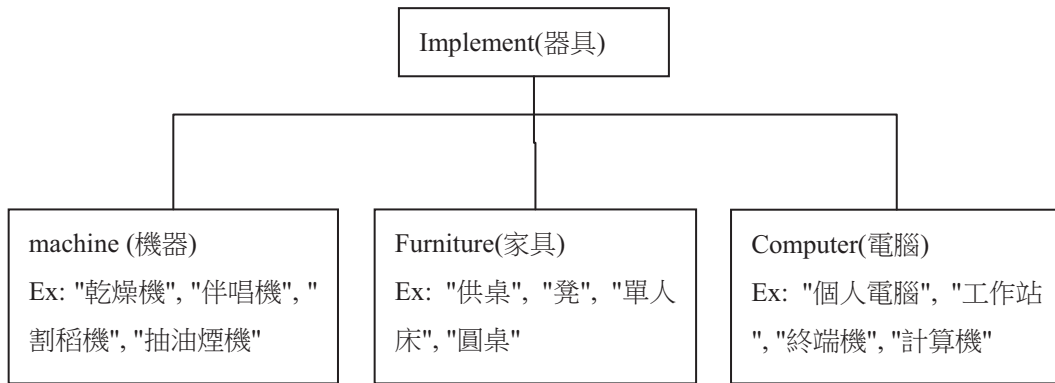 Implement(器具)
machine (機器)
Ex: "乾燥機", "伴唱機", "
割稻機", "抽油煙機"
Furniture(家具)
Ex: "供桌", "凳", "單人
床", "圓桌"
Computer(電腦)
Ex: "個人電腦", "工作站
", "終端機", "計算機"